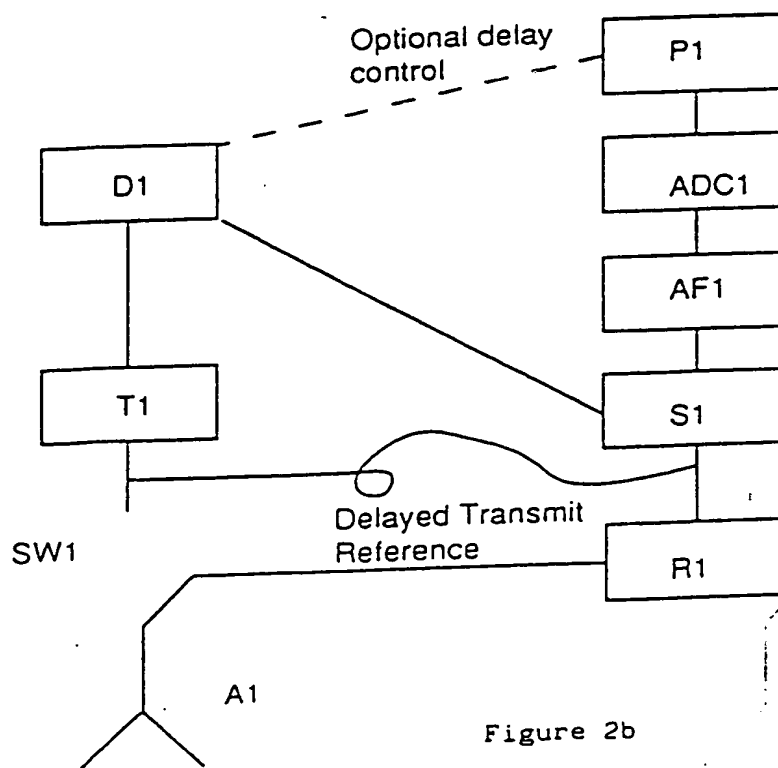 Optional delay
control
P1
D1
ADC1
AF1
T1
S1
Delayed Transmit
Reference
SW1
R1
A1
Figure 2b